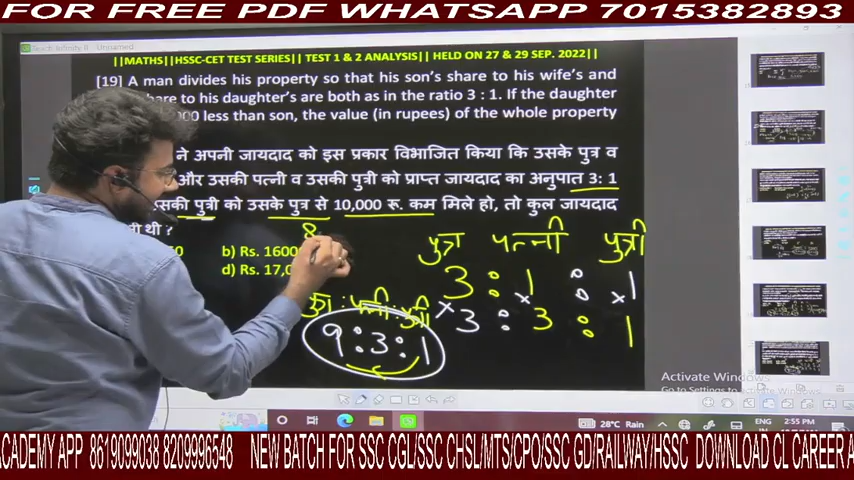 FOR FREE PDF WHATSAPP 7015382893
Unnamed
||MATHS||HSSC-CET TEST SERIES|| TEST 1 & 2 ANALYSIS|| HELD ON 27 & 29 SEP. 2022||
[19] A man divides his property so that his son's share to his wife's and
share to his daughter's are both as in the ratio 3 : 1. If the daughter
less than son, the value (in rupees) of the whole property
ने अपनी जायदाद को इस प्रकार विभाजित किया कि उसके पुत्र व
और उसकी पत्नी व उसकी पुत्री को प्राप्त जायदाद का अनुपात 3: 1
उसकी पुत्री को उसके पुत्र से 10,000 रू. कम मिले हो, तो कुल जायदाद
थी ?
8
b) Rs. 1600
d) Rs. 17,0
पुत्र पत्नी पुत्री
3 : 1 : 1
×3 : ×3 : ×1
पुत्र : पत्नी : पुत्री
9 : 3 : 1
Activate Windows
Go to Settings to activate Windows.
28°C Rain
2:55 PM
ACADEMY APP 8619099038 8209996548 NEW BATCH FOR SSC CGL/SSC CHSL/MTS/CPO/SSC GD/RAILWAY/HSSC DOWNLOAD CL CAREER A